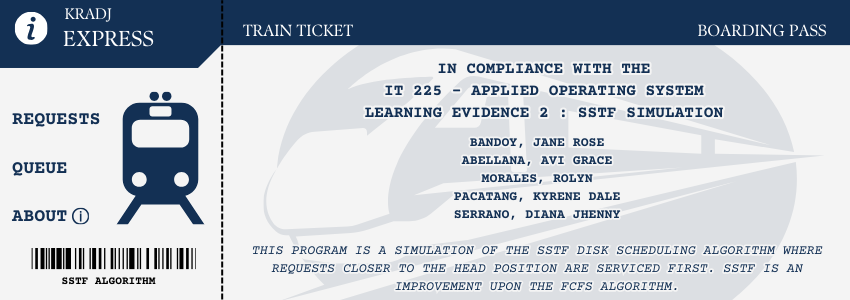 KRADJ
EXPRESS
REQUESTS
QUEUE
ABOUT
SSTF ALGORITHM
TRAIN TICKET
BOARDING PASS
IN COMPLIANCE WITH THE
IT 225 - APPLIED OPERATING SYSTEM
LEARNING EVIDENCE 2 : SSTF SIMULATION
BANDOY, JANE ROSE
ABELLANA, AVI GRACE
MORALES, ROLYN
PACATANG, KYRENE DALE
SERRANO, DIANA JHENNY
THIS PROGRAM IS A SIMULATION OF THE SSTF DISK SCHEDULING ALGORITHM WHERE
REQUESTS CLOSER TO THE HEAD POSITION ARE SERVICED FIRST. SSTF IS AN
IMPROVEMENT UPON THE FCFS ALGORITHM.